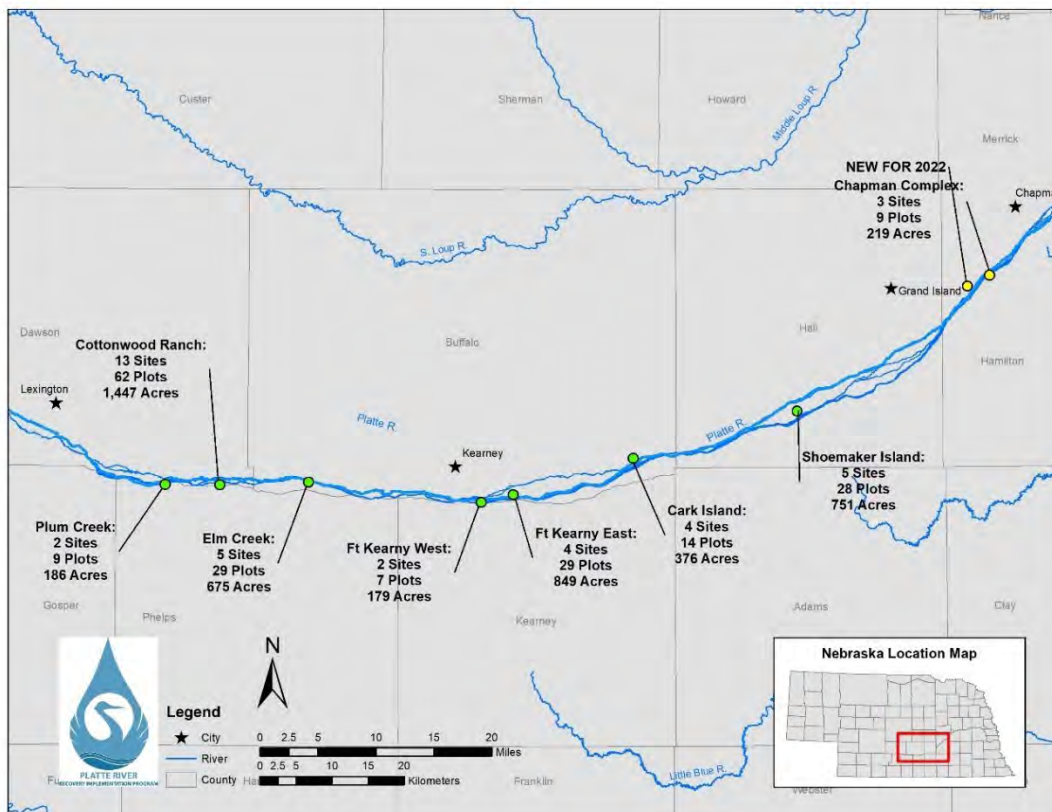 Nance
Custer
Sherman
Howard
Middle Loup R.
Merrick
NEW FOR 2022
Chapman Complex:
3 Sites
9 Plots
219 Acres
Chapma
S. Loup R.
Grand Island
Dawson
Buffalo
Hall
Hamilton
Cottonwood Ranch:
13 Sites
62 Plots
1,447 Acres
Lexington
Platte R.
Kearney
Platte R.
Shoemaker Island:
5 Sites
28 Plots
751 Acres
Plum Creek:
2 Sites
9 Plots
186 Acres
Elm Creek:
5 Sites
29 Plots
675 Acres
Ft Kearny West:
2 Sites
7 Plots
179 Acres
Ft Kearny East:
4 Sites
29 Plots
849 Acres
Cark Island:
4 Sites
14 Plots
376 Acres
Gosper
Phelps
Kearney
Adams
Clay
PLATTE RIVER
RECOVERY IMPLEMENTATION PROGRAM
N
Legend
City
River
County
0 2.5 5 10 15 20
Miles
0 2.5 5 10 15 20
Kilometers
Fu
Ha
Franklin
Little Blue R.
Webster
Nebraska Location Map